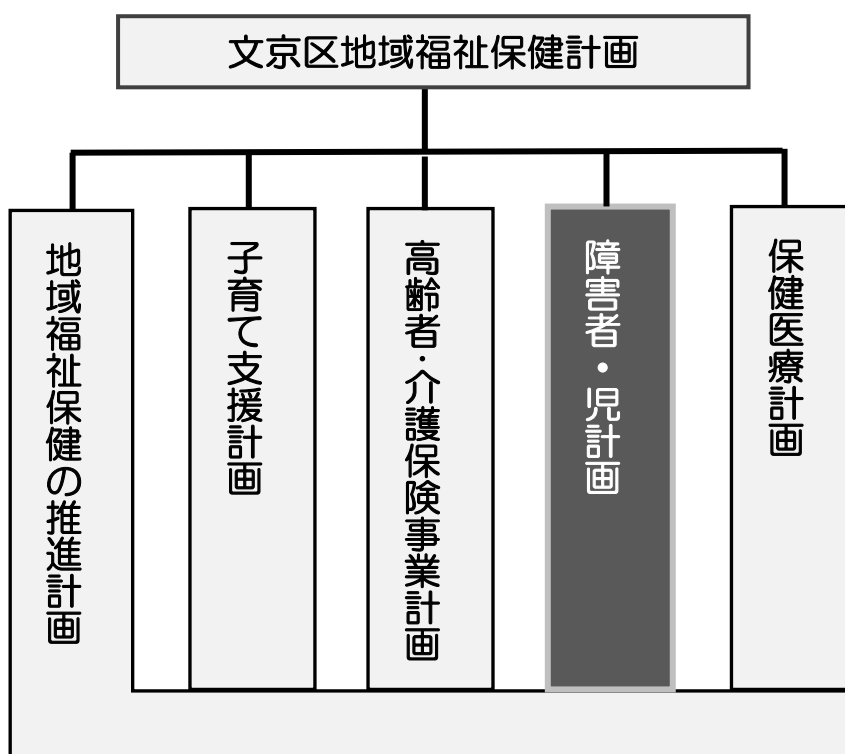 文京区地域福祉保健計画
地域福祉保健の推進計画
子育て支援計画
高齢者・介護保険事業計画
障害者・児計画
保健医療計画